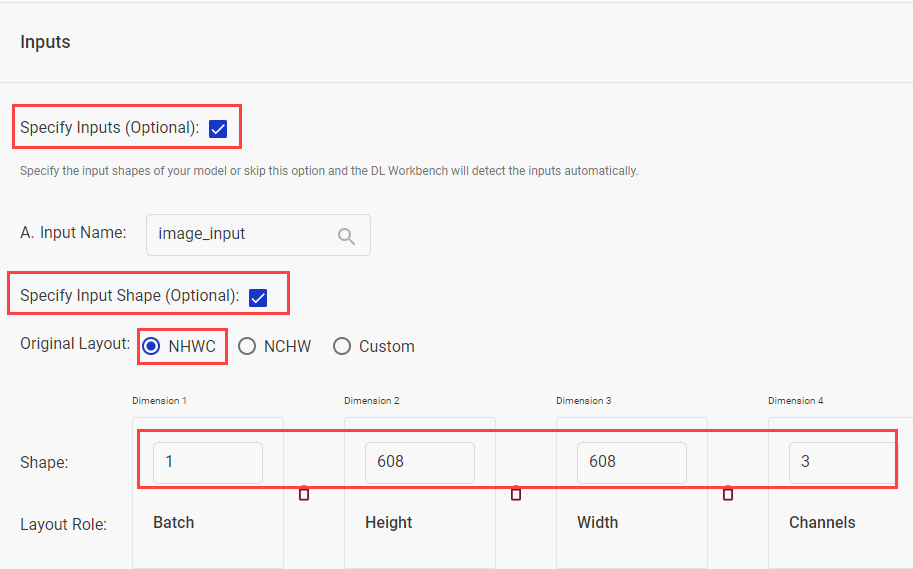 Inputs
Specify Inputs (Optional):
Specify the input shapes of your model or skip this option and the DL Workbench will detect the inputs automatically.
A. Input Name: image_input
Specify Input Shape (Optional):
Original Layout: NHWC NCHW Custom
Dimension 1 Dimension 2 Dimension 3 Dimension 4
Shape: 1 608 608 3
Layout Role: Batch Height Width Channels